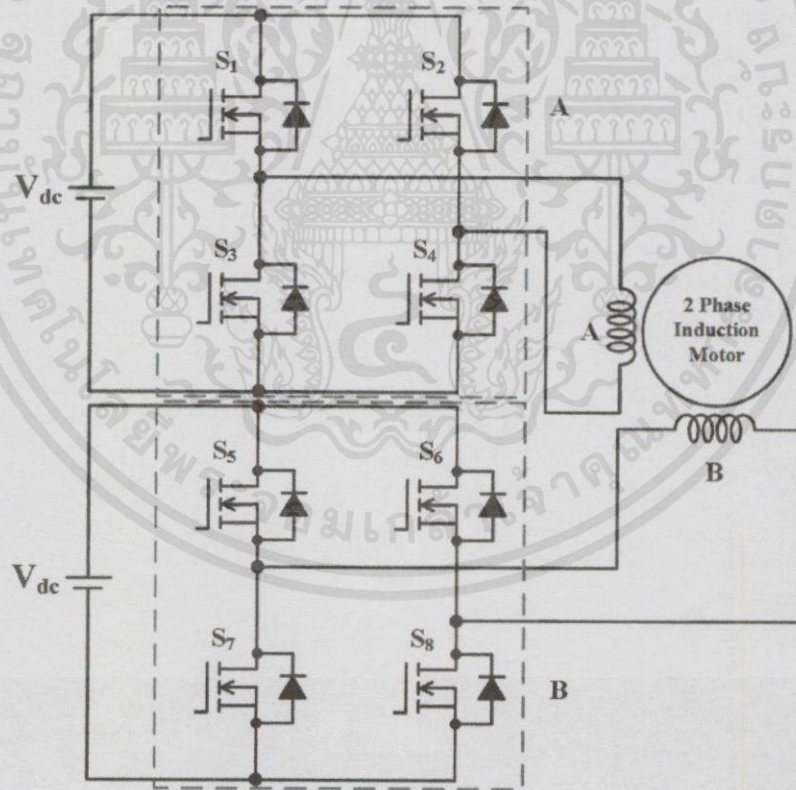 S1
S2
A
Vdc
S3
S4
A
2 Phase
Induction
Motor
B
S5
S6
Vdc
S7
S8
B